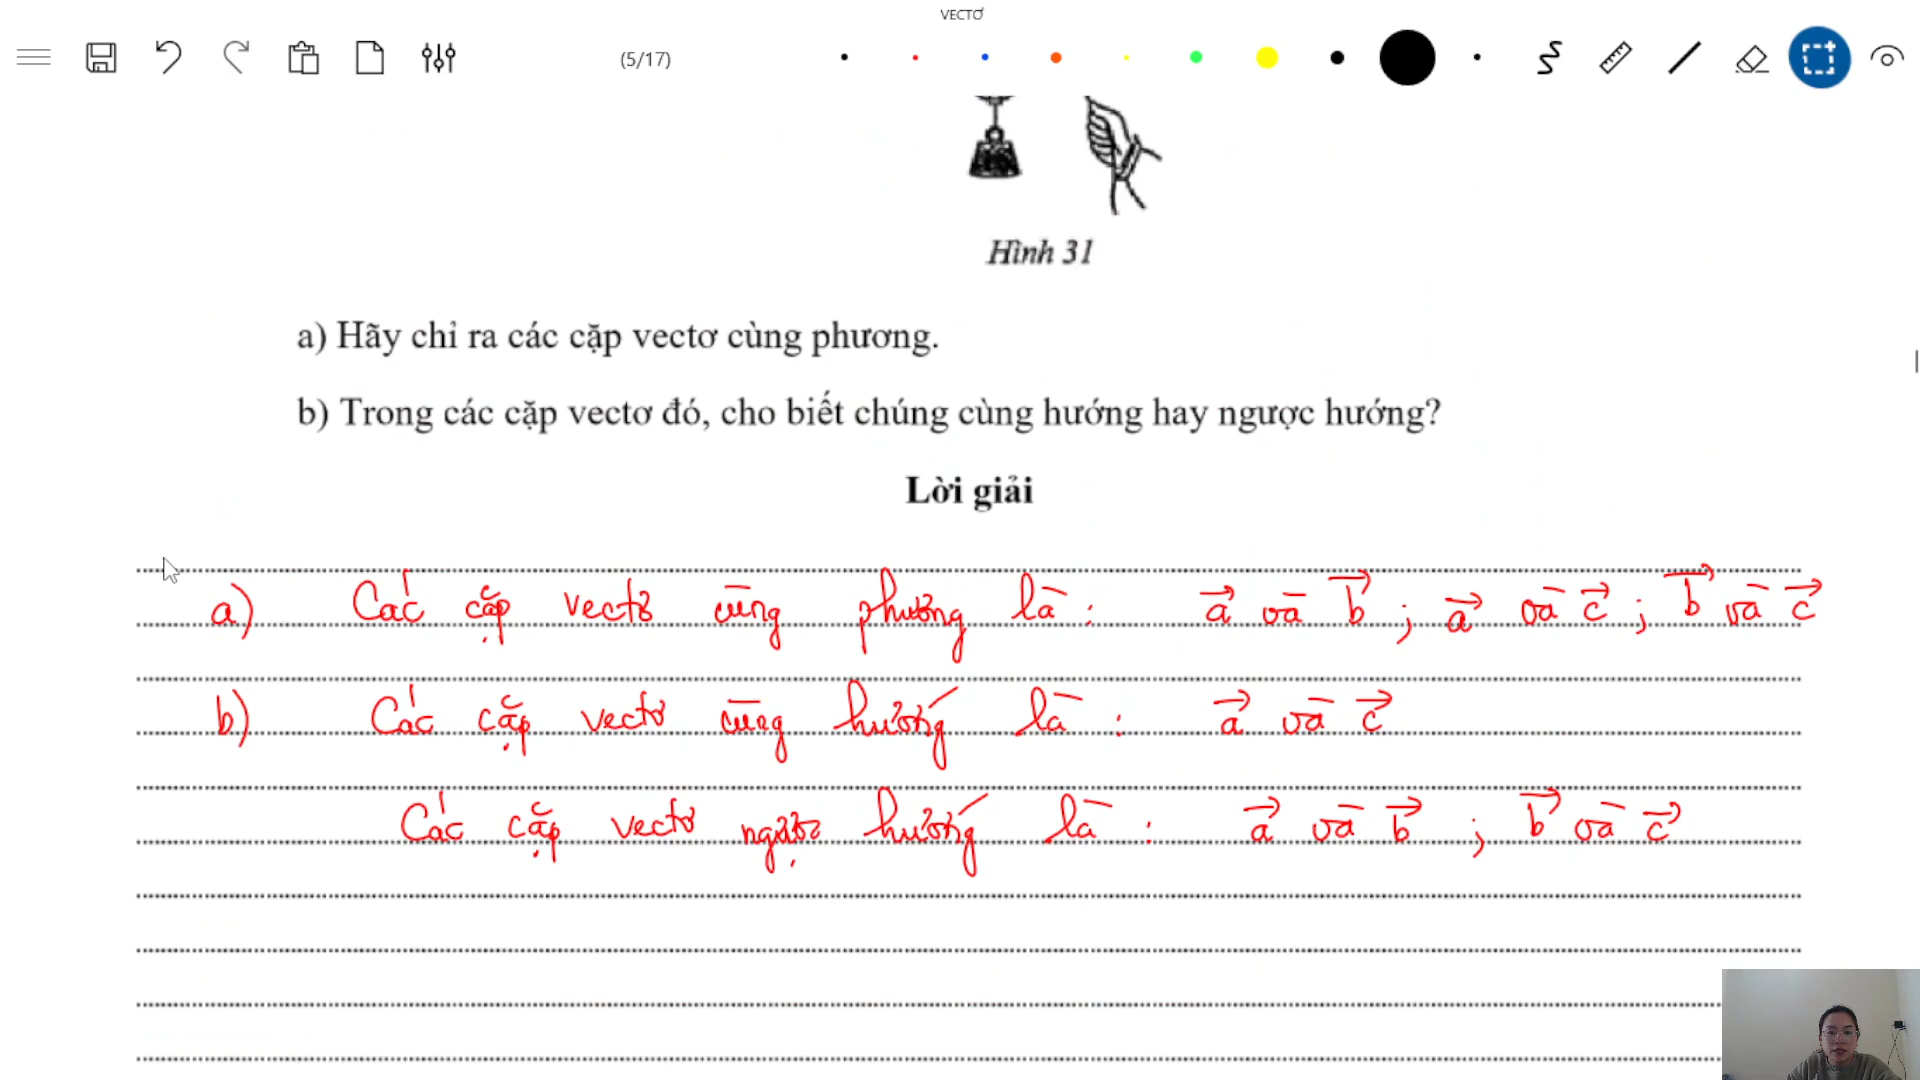 VECTƠ
(5/17)
Hình 31
a) Hãy chỉ ra các cặp vectơ cùng phương.
b) Trong các cặp vectơ đó, cho biết chúng cùng hướng hay ngược hướng?
Lời giải
a) Các cặp vectơ cùng phương là : a⃗ và b⃗ ; a⃗ và c⃗ ; b⃗ và c⃗
b) Các cặp vectơ cùng hướng là : a⃗ và c⃗
Các cặp vectơ ngược hướng là : a⃗ và b⃗ ; b⃗ và c⃗